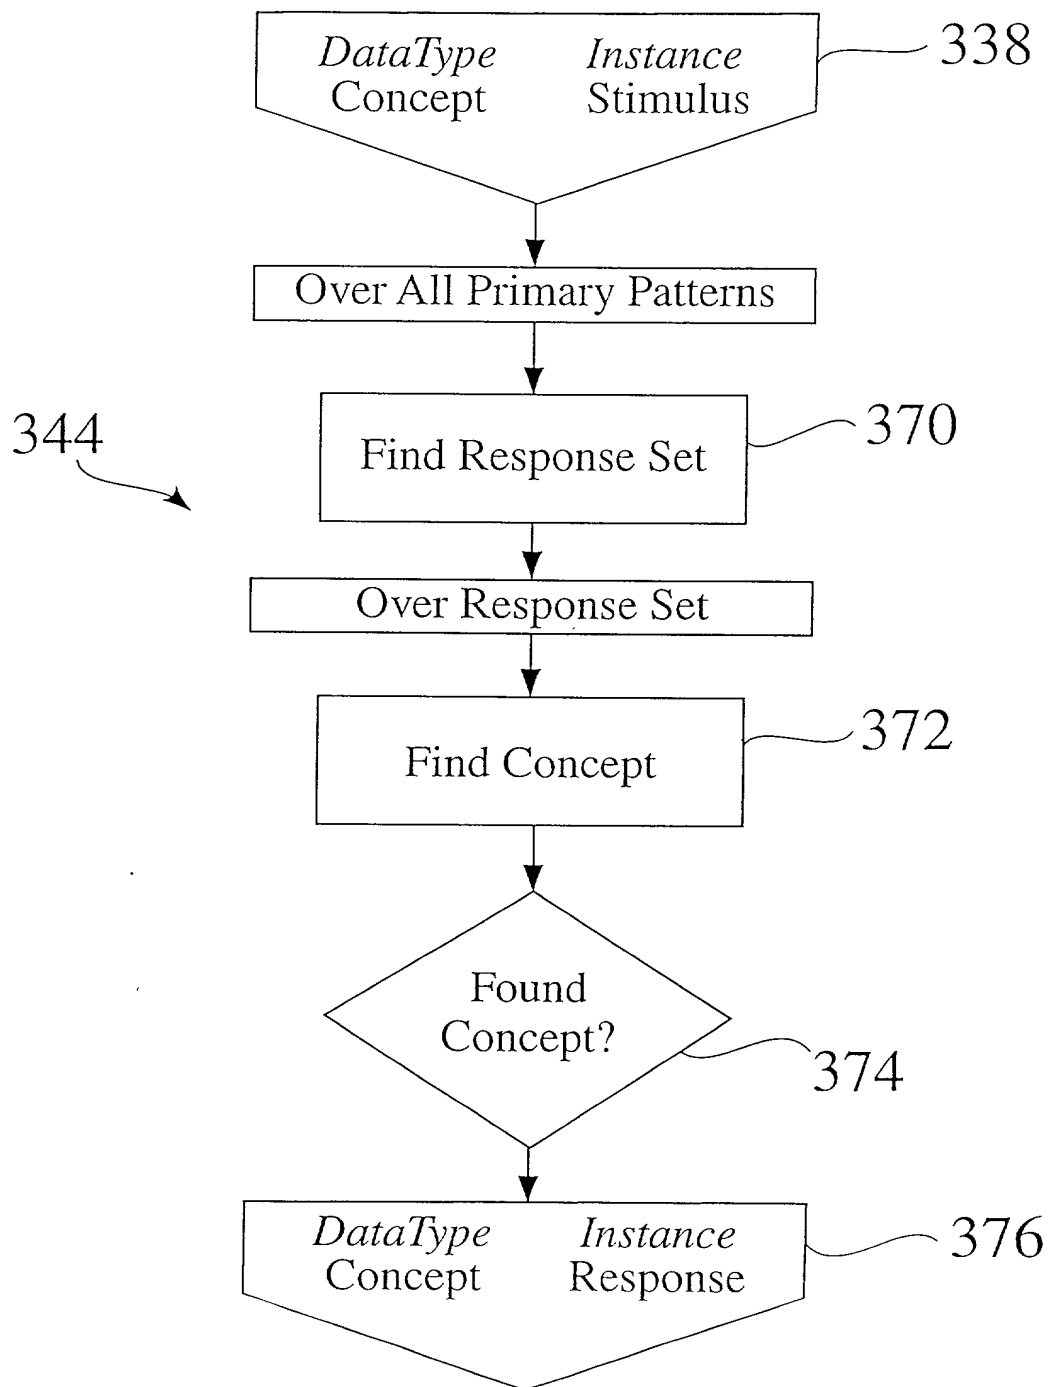 DataType Instance 338
Concept Stimulus
Over All Primary Patterns
344
370
Find Response Set
Over Response Set
372
Find Concept
Found
Concept?
374
DataType Instance 376
Concept Response